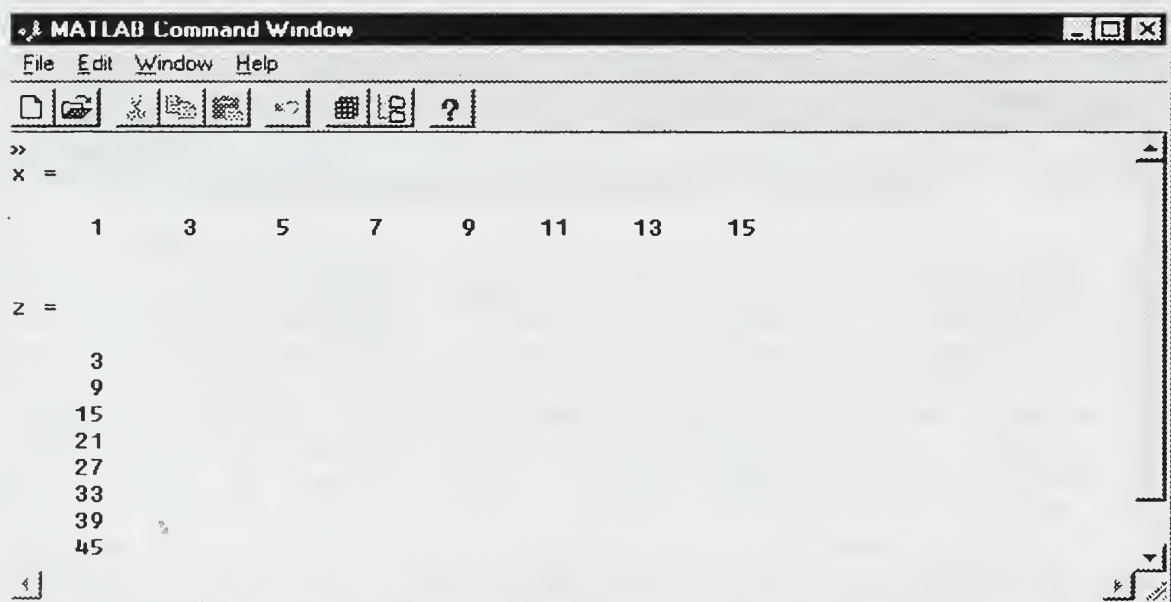 MATLAB Command Window
File Edit Window Help
?
»
x =
1 3 5 7 9 11 13 15
z =
3
9
15
21
27
33
39
45